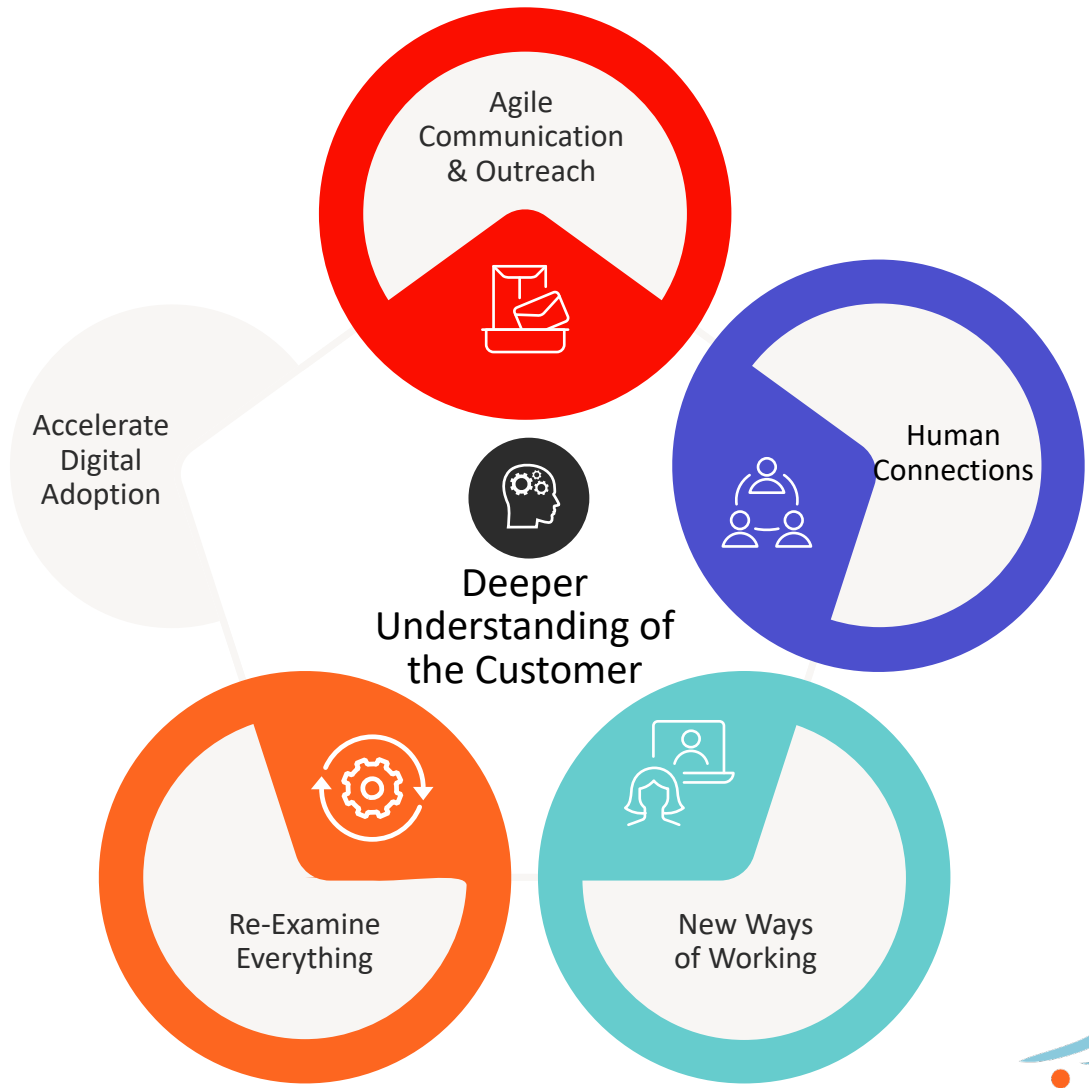 Agile
Communication
& Outreach
Human
Connections
Accelerate
Digital
Adoption
Deeper
Understanding of
the Customer
Re-Examine
Everything
New Ways
of Working